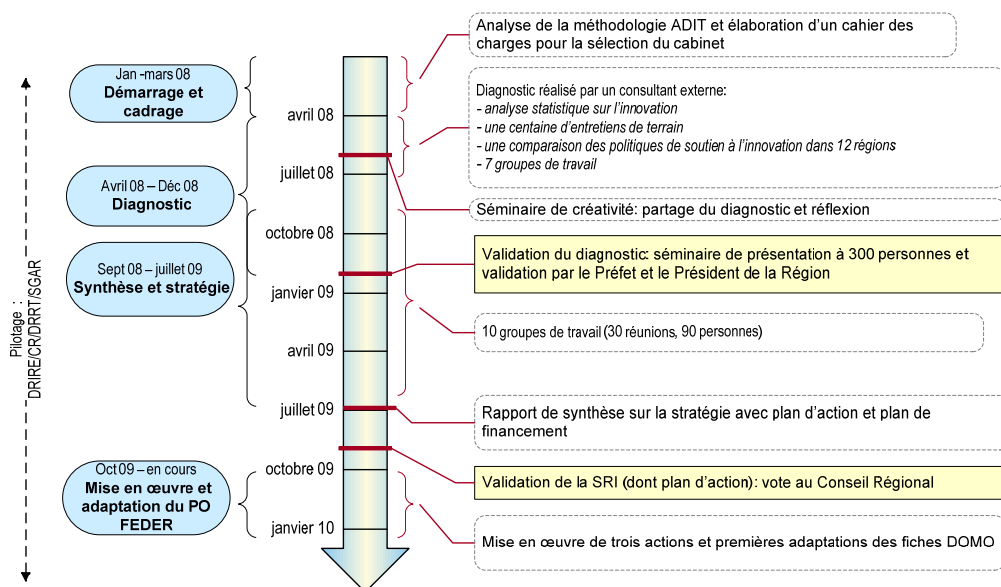 Analyse de la méthodologie ADIT et élaboration d'un cahier des
charges pour la sélection du cabinet
Jan -mars 08
Démarrage et
cadrage
Diagnostic réalisé par un consultant externe:
- analyse statistique sur l'innovation
- une centaine d'entretiens de terrain
- une comparaison des politiques de soutien à l'innovation dans 12 régions
- 7 groupes de travail
avril 08
juillet 08
Avril 08 – Déc 08
Diagnostic
Séminaire de créativité: partage du diagnostic et réflexion
octobre 08
Validation du diagnostic: séminaire de présentation à 300 personnes et
validation par le Préfet et le Président de la Région
Sept 08 – juillet 09
Synthèse et stratégie
janvier 09
10 groupes de travail (30 réunions, 90 personnes)
avril 09
Pilotage :
DRIRE/CR/DRRT/SGAR
juillet 09
Rapport de synthèse sur la stratégie avec plan d'action et plan de
financement
octobre 09
Validation de la SRI (dont plan d'action): vote au Conseil Régional
Oct 09 – en cours
Mise en œuvre et
adaptation du PO
FEDER
janvier 10
Mise en œuvre de trois actions et premières adaptations des fiches DOMO